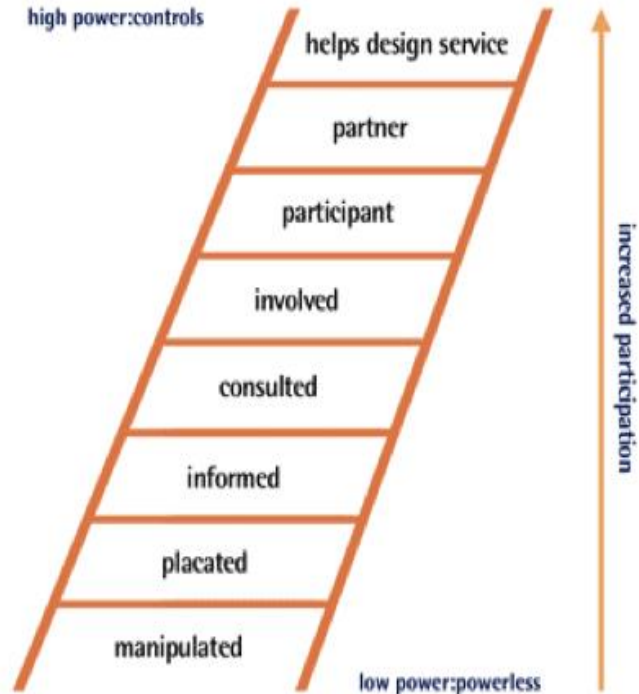 high power:controls
helps design service
partner
participant
involved
consulted
informed
placated
manipulated
low power:powerless
increased participation